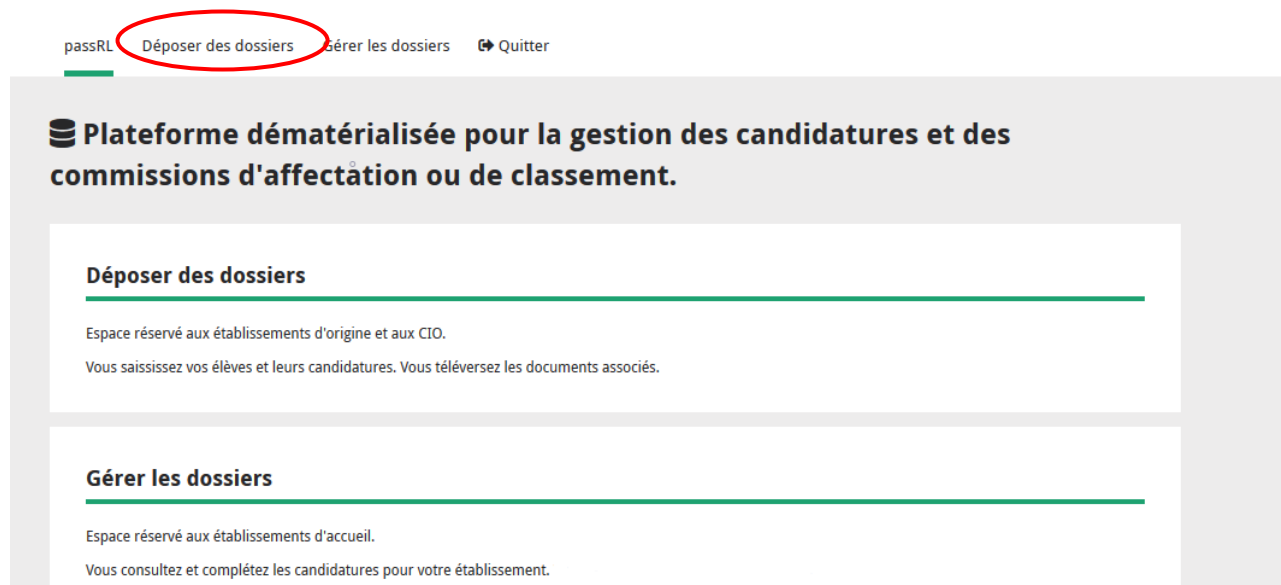 passRL Déposer des dossiers Gérer les dossiers Quitter
Plateforme dématérialisée pour la gestion des candidatures et des
commissions d'affectation ou de classement.
Déposer des dossiers
Espace réservé aux établissements d'origine et aux CIO.
Vous saississez vos élèves et leurs candidatures. Vous téléversez les documents associés.
Gérer les dossiers
Espace réservé aux établissements d'accueil.
Vous consultez et complétez les candidatures pour votre établissement.